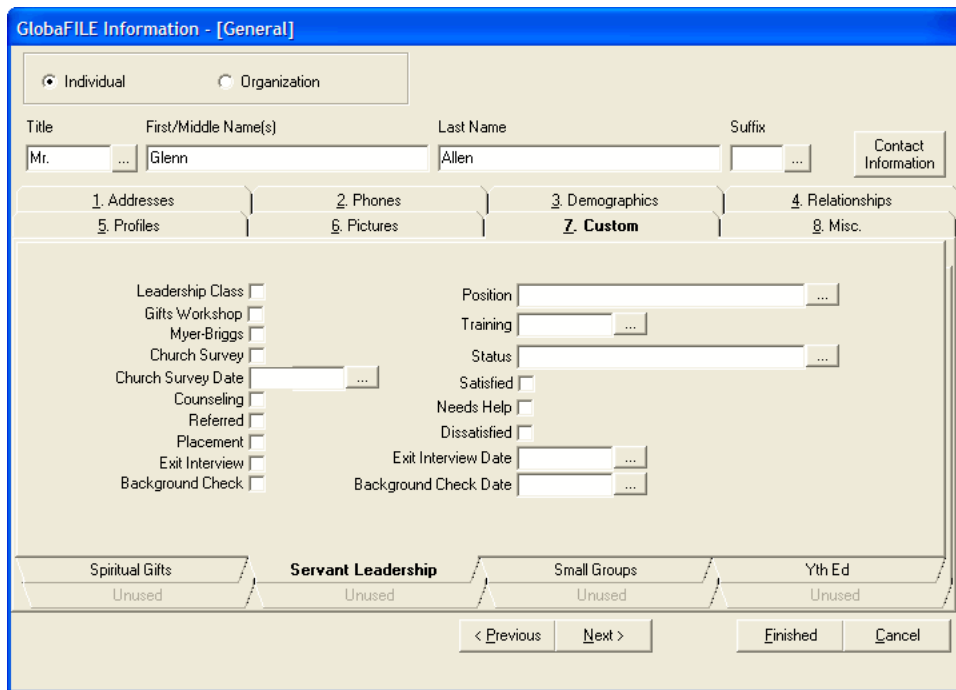 GlobaFILE Information - [General]
Individual Organization
Title First/Middle Name(s) Last Name Suffix
Contact Information
Mr. ... Glenn Allen ...
1. Addresses 2. Phones 3. Demographics 4. Relationships
5. Profiles 6. Pictures 7. Custom 8. Misc.
Leadership Class
Gifts Workshop
Myer-Briggs
Church Survey
Church Survey Date ...
Counseling
Referred
Placement
Exit Interview
Background Check
Position ...
Training ...
Status ...
Satisfied
Needs Help
Dissatisfied
Exit Interview Date ...
Background Check Date ...
Spiritual Gifts Servant Leadership Small Groups Yth Ed
Unused Unused Unused Unused
< Previous Next > Finished Cancel